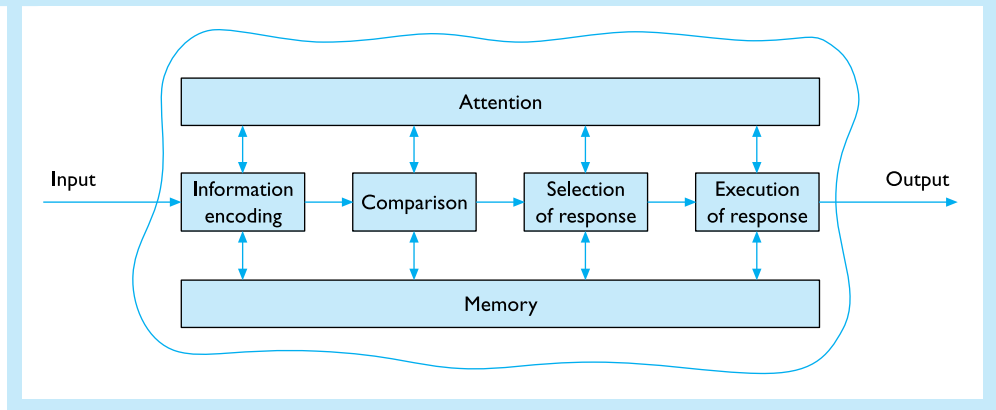 Attention
Input
Information
encoding
Comparison
Selection
of response
Execution
of response
Output
Memory